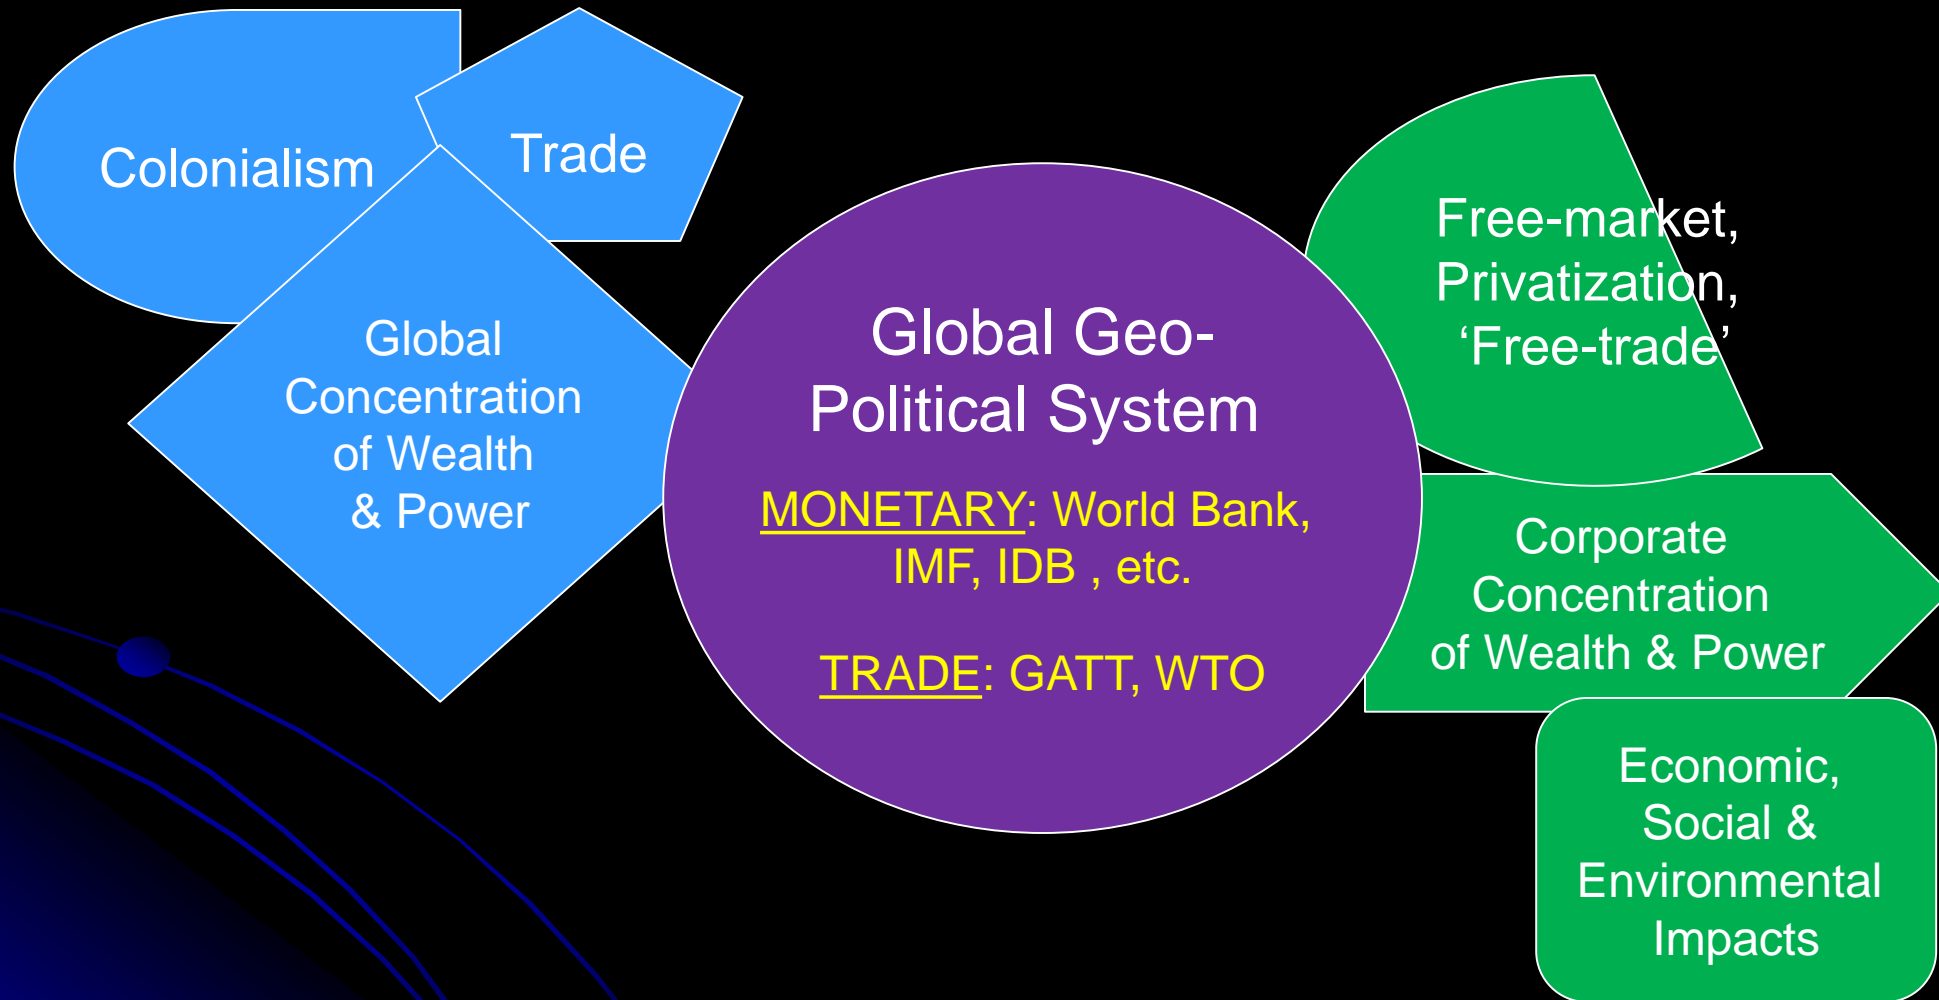 Colonialism
Trade
Global
Concentration
of Wealth
& Power
Global Geo-
Political System
MONETARY: World Bank,
IMF, IDB , etc.
TRADE: GATT, WTO
Free-market,
Privatization,
‘Free-trade’
Corporate
Concentration
of Wealth & Power
Economic,
Social &
Environmental
Impacts